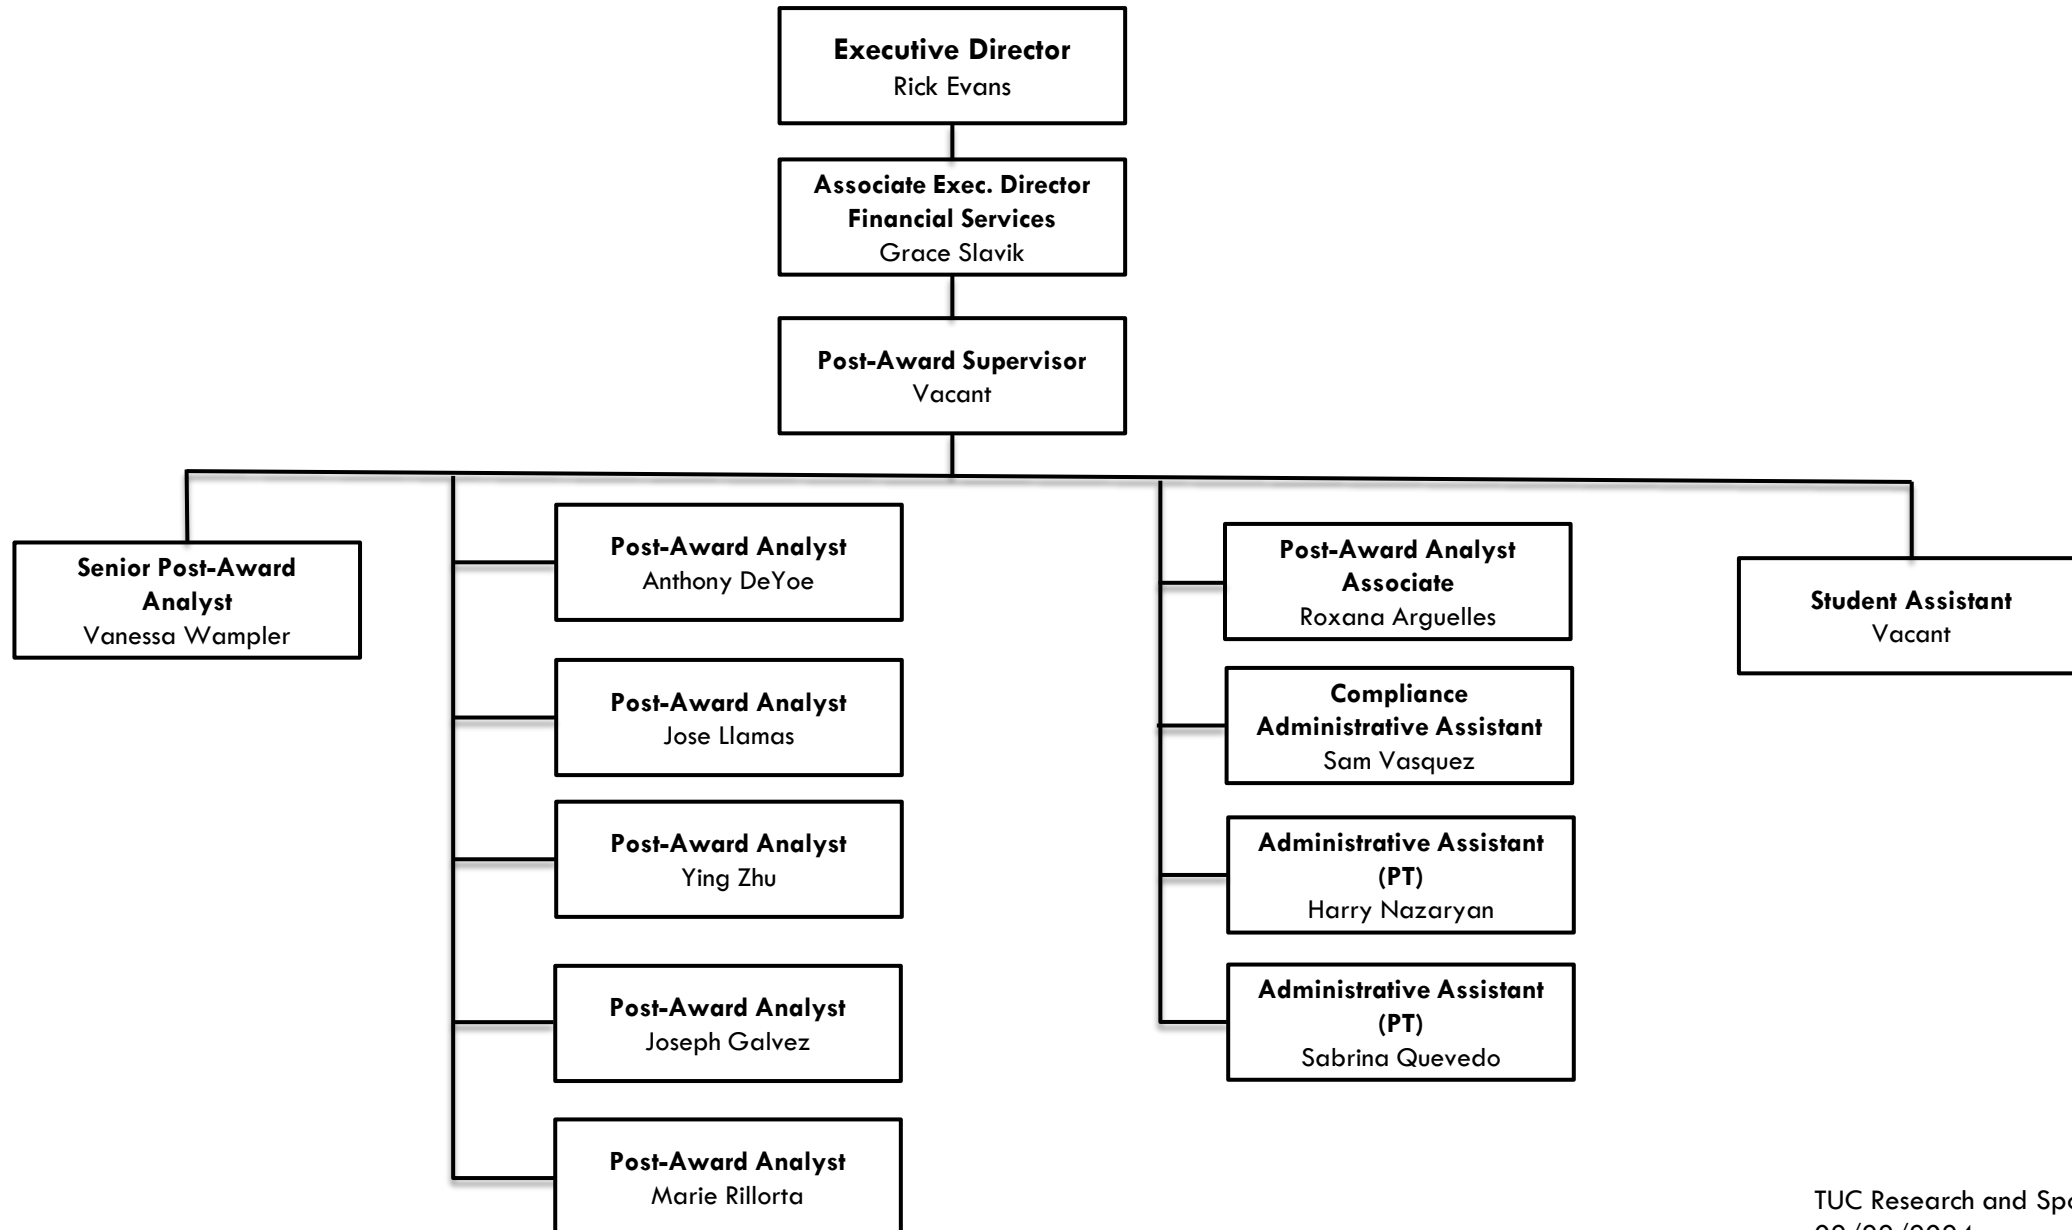 Executive Director
Rick Evans
Associate Exec. Director
Financial Services
Grace Slavik
Post-Award Supervisor
Vacant
Senior Post-Award
Analyst
Vanessa Wampler
Post-Award Analyst
Anthony DeYoe
Post-Award Analyst
Jose Llamas
Post-Award Analyst
Ying Zhu
Post-Award Analyst
Joseph Galvez
Post-Award Analyst
Marie Rillorta
Post-Award Analyst
Associate
Roxana Arguelles
Compliance
Administrative Assistant
Sam Vasquez
Administrative Assistant
(PT)
Harry Nazaryan
Administrative Assistant
(PT)
Sabrina Quevedo
Student Assistant
Vacant
TUC Research and